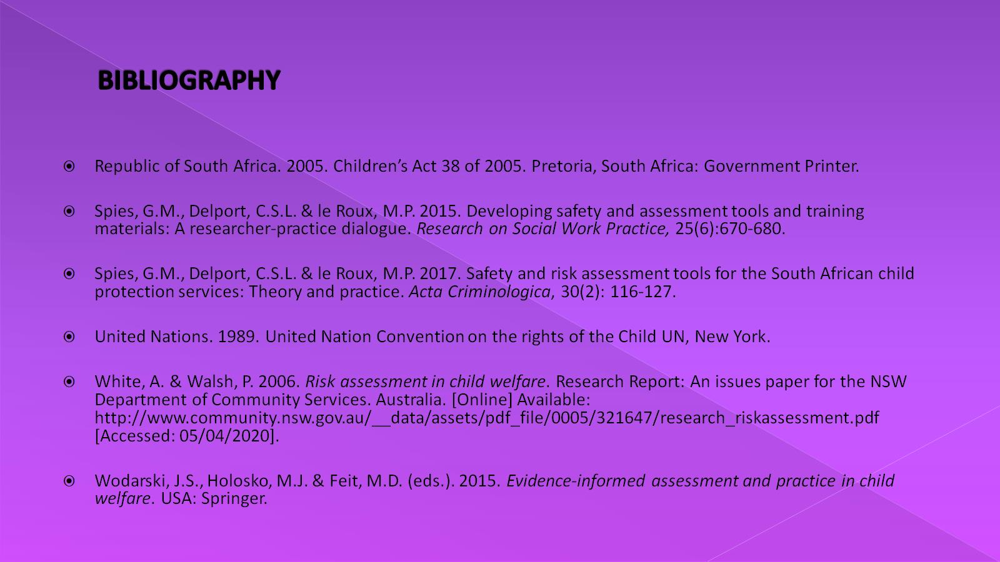 BIBLIOGRAPHY
Republic of South Africa. 2005. Children’s Act 38 of 2005. Pretoria, South Africa: Government Printer.
Spies, G.M., Delport, C.S.L. & le Roux, M.P. 2015. Developing safety and assessment tools and training
materials: A researcher-practice dialogue. Research on Social Work Practice, 25(6):670-680.
Spies, G.M., Delport, C.S.L. & le Roux, M.P. 2017. Safety and risk assessment tools for the South African child
protection services: Theory and practice. Acta Criminologica, 30(2): 116-127.
United Nations. 1989. United Nation Convention on the rights of the Child UN, New York.
White, A. & Walsh, P. 2006. Risk assessment in child welfare. Research Report: An issues paper for the NSW
Department of Community Services. Australia. [Online] Available:
http://www.community.nsw.gov.au/__data/assets/pdf_file/0005/321647/research_riskassessment.pdf
[Accessed: 05/04/2020].
Wodarski, J.S., Holosko, M.J. & Feit, M.D. (eds.). 2015. Evidence-informed assessment and practice in child
welfare. USA: Springer.